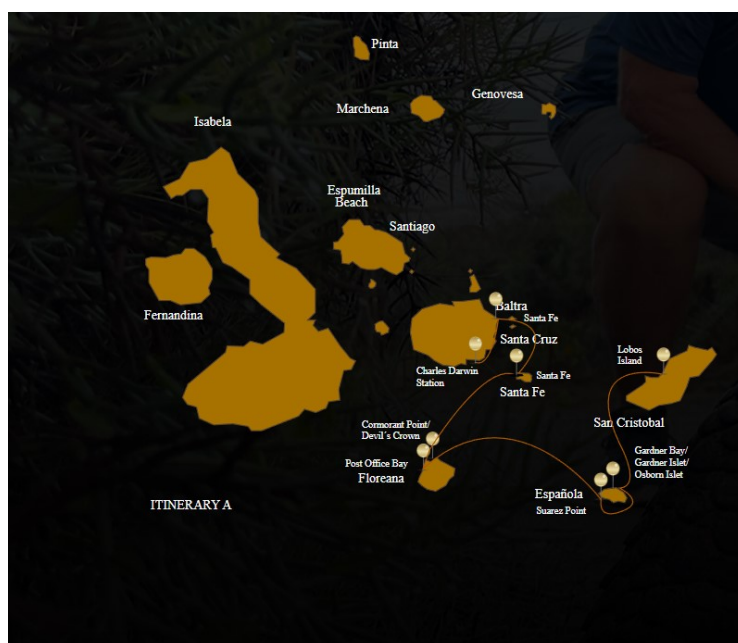 Pinta
Genovesa
Marchena
Isabela
Espumilla
Beach
Santiago
Fernandina
Baltra
Santa Fe
Santa Cruz
Lobos
Island
Charles Darwin
Station
Santa Fe
Santa Fe
Cormorant Point/
Devil´s Crown
San Cristobal
Gardner Bay/
Gardner Islet/
Osborn Islet
Post Office Bay
Floreana
Española
Suarez Point
ITINERARY A